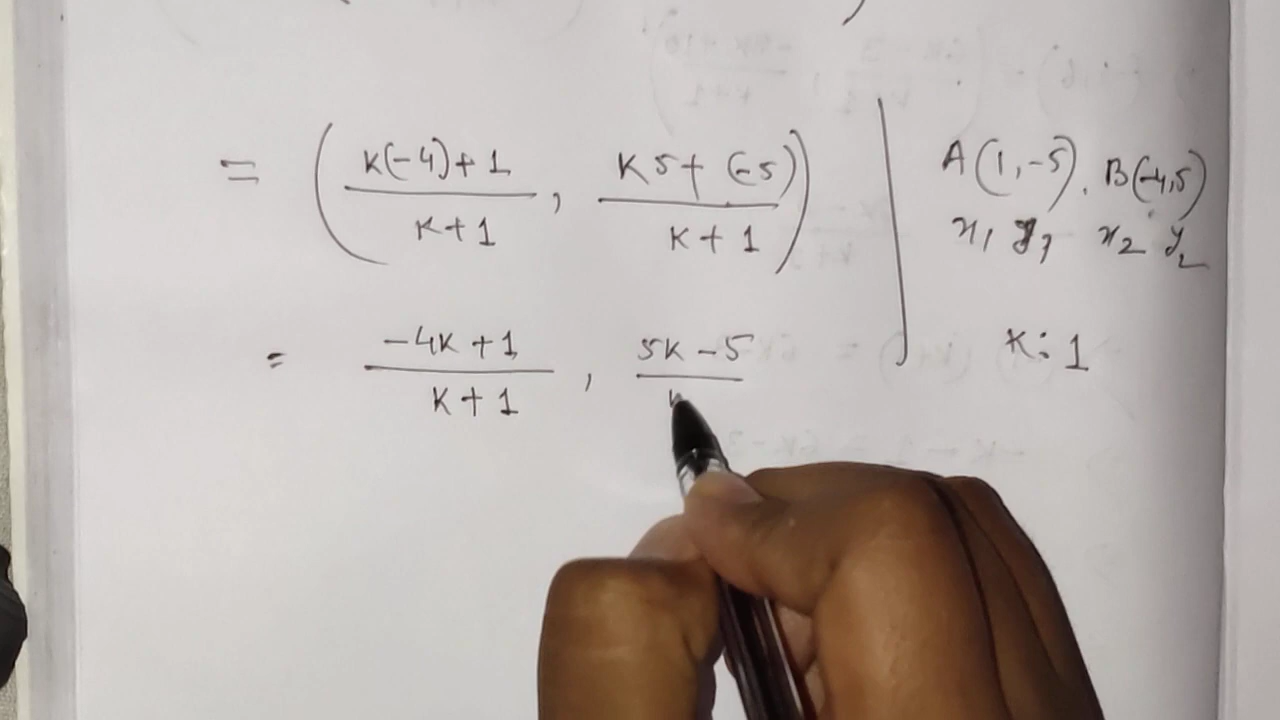 = ( K(-4)+1 / K+1 , K5+(-5) / K+1 )
A(1,-5). B(-4,5)
x1 y1 x2 y2
= -4K+1 / K+1 , 5K-5
K:1